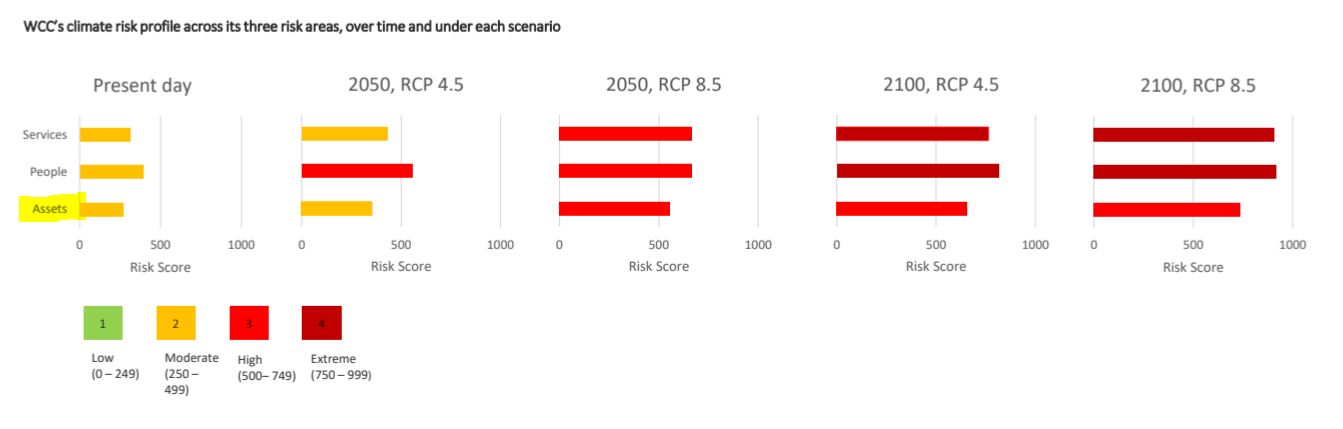 WCC's climate risk profile across its three risk areas, over time and under each scenario
Present day
2050, RCP 4.5
2050, RCP 8.5
2100, RCP 4.5
2100, RCP 8.5
Services
People
Assets
0 500 1000
0 500 1000
0 500 1000
0 500 1000
0 500 1000
Risk Score
Risk Score
Risk Score
Risk Score
Risk Score
1
2
3
4
Low
(0 – 249)
Moderate
(250 –
499)
High
(500– 749)
Extreme
(750 – 999)